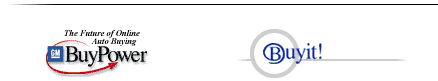 The Future of Online
Auto Buying
GM BuyPower
Buyit!